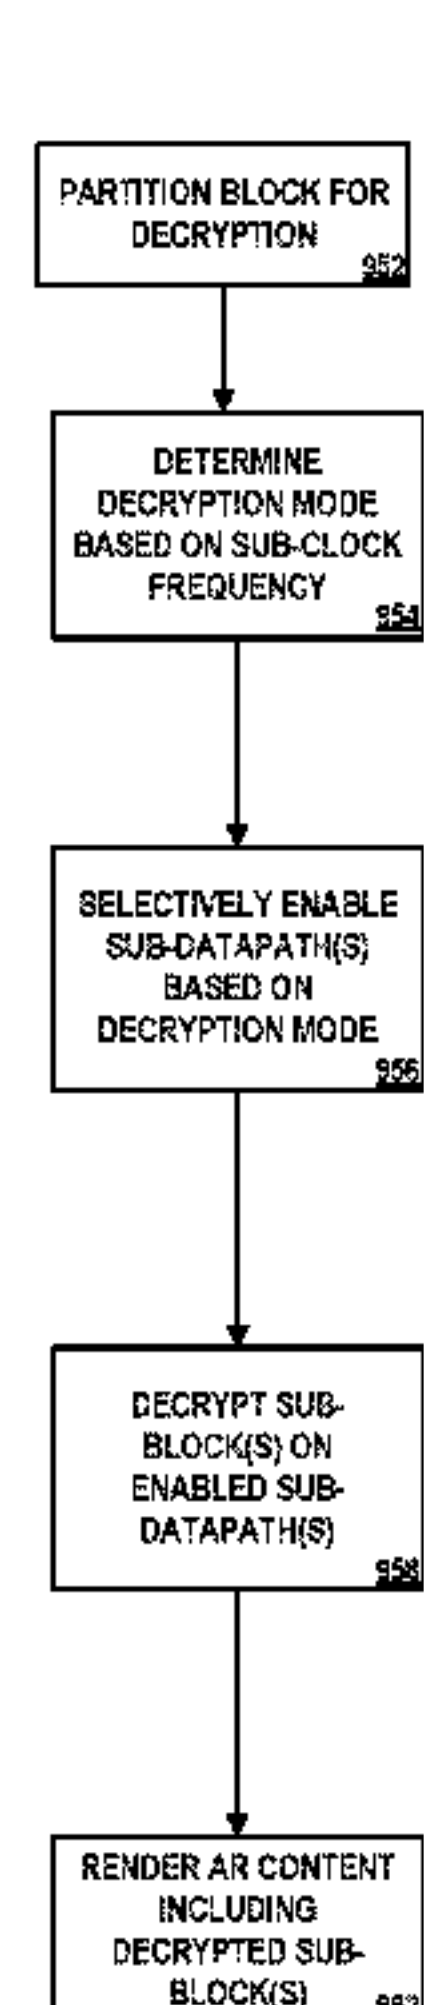 PARTITION BLOCK FOR
DECRYPTION
952
DETERMINE
DECRYPTION MODE
BASED ON SUB-CLOCK
FREQUENCY
954
SELECTIVELY ENABLE
SUB-DATAPATH(S)
BASED ON
DECRYPTION MODE
956
DECRYPT SUB-
BLOCK(S) ON
ENABLED SUB-
DATAPATH(S)
958
RENDER AR CONTENT
INCLUDING
DECRYPTED SUB-
BLOCK(S)